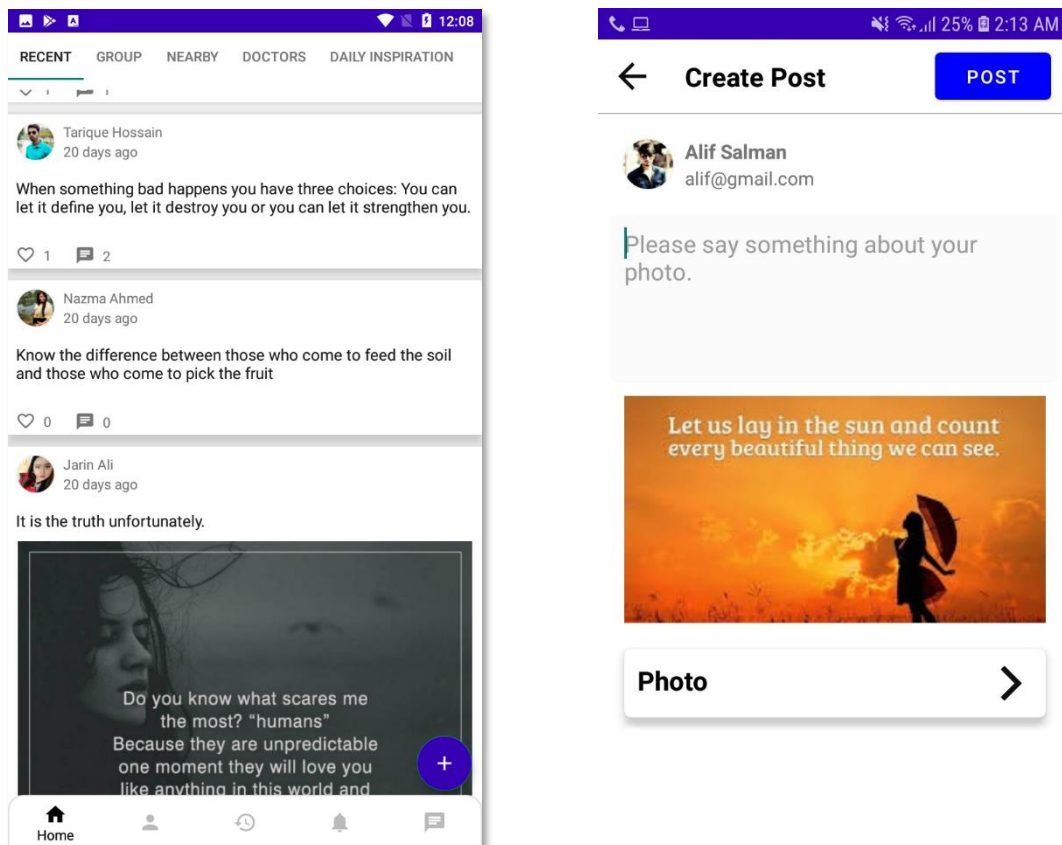 12:08
RECENT GROUP NEARBY DOCTORS DAILY INSPIRATION
Tarique Hossain
20 days ago
When something bad happens you have three choices: You can
let it define you, let it destroy you or you can let it strengthen you.
1 2
Nazma Ahmed
20 days ago
Know the difference between those who come to feed the soil
and those who come to pick the fruit
0 0
Jarin Ali
20 days ago
It is the truth unfortunately.
Do you know what scares me
the most? “humans”
Because they are unpredictable
one moment they will love you
like anything in this world and
+
Home
25% 2:13 AM
Create Post
POST
Alif Salman
alif@gmail.com
Please say something about your
photo.
Let us lay in the sun and count
every beautiful thing we can see.
Photo